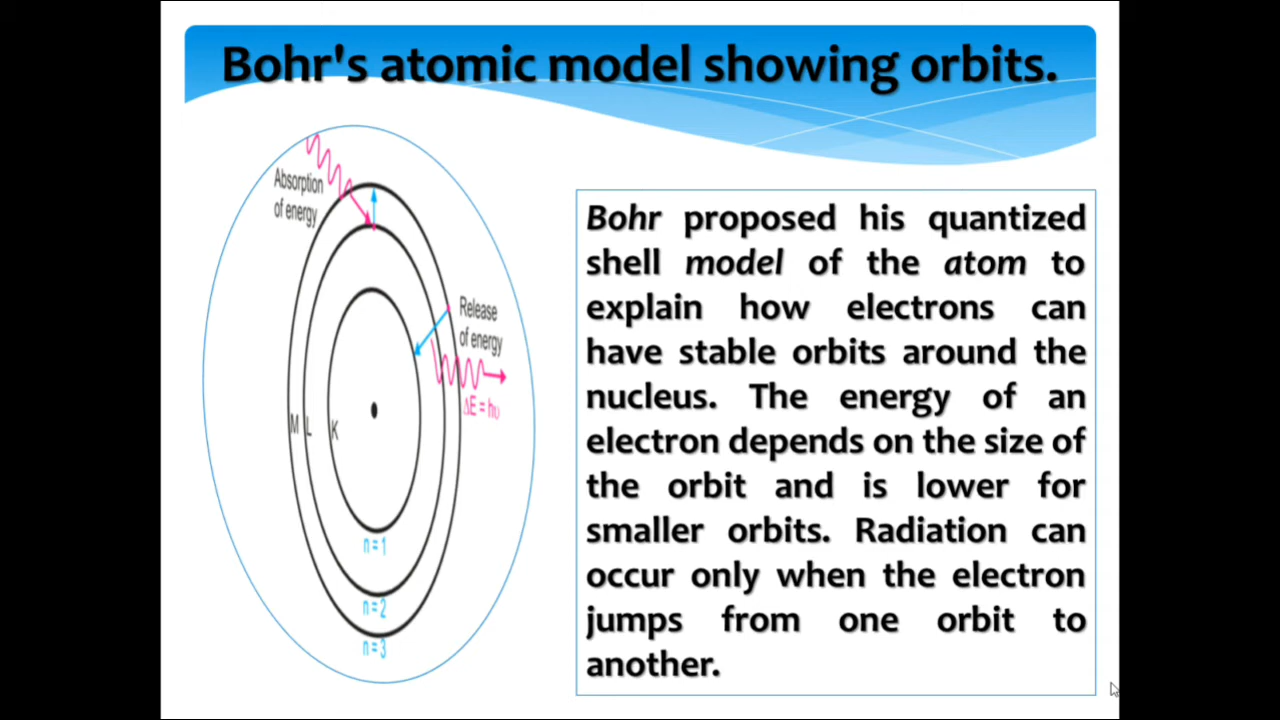 Bohr's atomic model showing orbits.
Absorption
of energy
Release
of energy
ΔE = hυ
M L K
n = 1
n = 2
n = 3
Bohr proposed his quantized
shell model of the atom to
explain how electrons can
have stable orbits around the
nucleus. The energy of an
electron depends on the size of
the orbit and is lower for
smaller orbits. Radiation can
occur only when the electron
jumps from one orbit to
another.